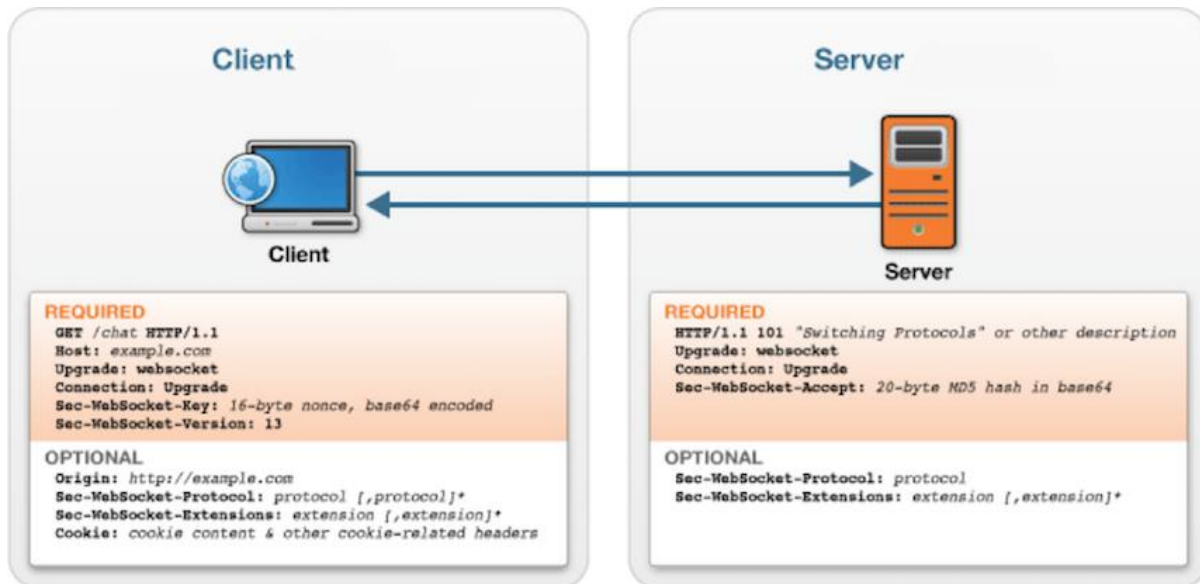 Client
Client
REQUIRED
GET /chat HTTP/1.1
Host: example.com
Upgrade: websocket
Connection: Upgrade
Sec-WebSocket-Key: 16-byte nonce, base64 encoded
Sec-WebSocket-Version: 13
OPTIONAL
Origin: http://example.com
Sec-WebSocket-Protocol: protocol [,protocol]*
Sec-WebSocket-Extensions: extension [,extension]*
Cookie: cookie content & other cookie-related headers
Server
Server
REQUIRED
HTTP/1.1 101 "Switching Protocols" or other description
Upgrade: websocket
Connection: Upgrade
Sec-WebSocket-Accept: 20-byte MD5 hash in base64
OPTIONAL
Sec-WebSocket-Protocol: protocol
Sec-WebSocket-Extensions: extension [,extension]*